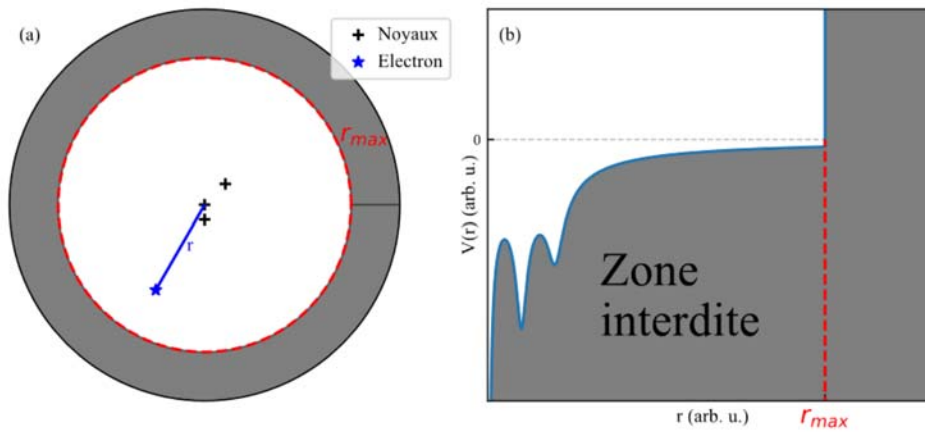 (a)
Noyaux
Electron
r_max
r
(b)
0
V(r) (arb. u.)
Zone
interdite
r (arb. u.)
r_max